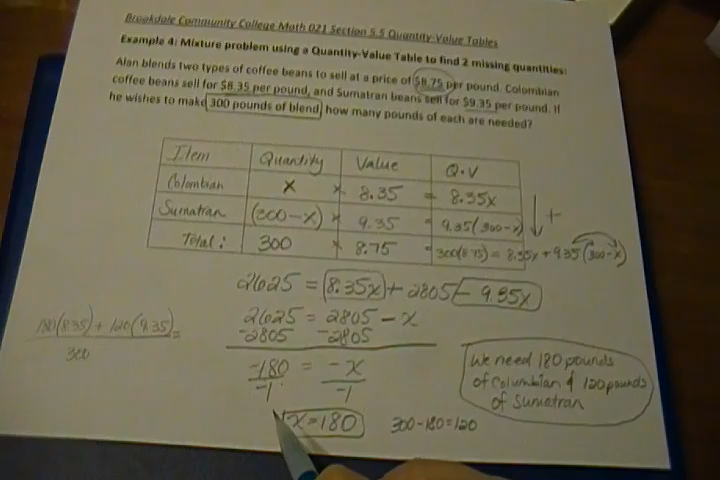 Brookdale Community College Math 021 Section 5.5 Quantity-Value Tables
Example 4: Mixture problem using a Quantity-Value Table to find 2 missing quantities:
Alan blends two types of coffee beans to sell at a price of $8.75 per pound. Colombian
coffee beans sell for $8.35 per pound, and Sumatran beans sell for $9.35 per pound. If
he wishes to make 300 pounds of blend, how many pounds of each are needed?
Item Quantity Value Q·V
Colombian x × 8.35 = 8.35x
Sumatran (300-x) × 9.35 = 9.35(300-x) +
Total: 300 × 8.75 = 300(8.75) = 8.35x + 9.35(300-x)
2625 = 8.35x + 2805 - 9.35x
2625 = 2805 - x
-2805 -2805
-180 = -x
-1 -1
x = 180
300-180=120
180(8.35) + 120(9.35) =
300
We need 180 pounds
of Columbian & 120 pounds
of Sumatran